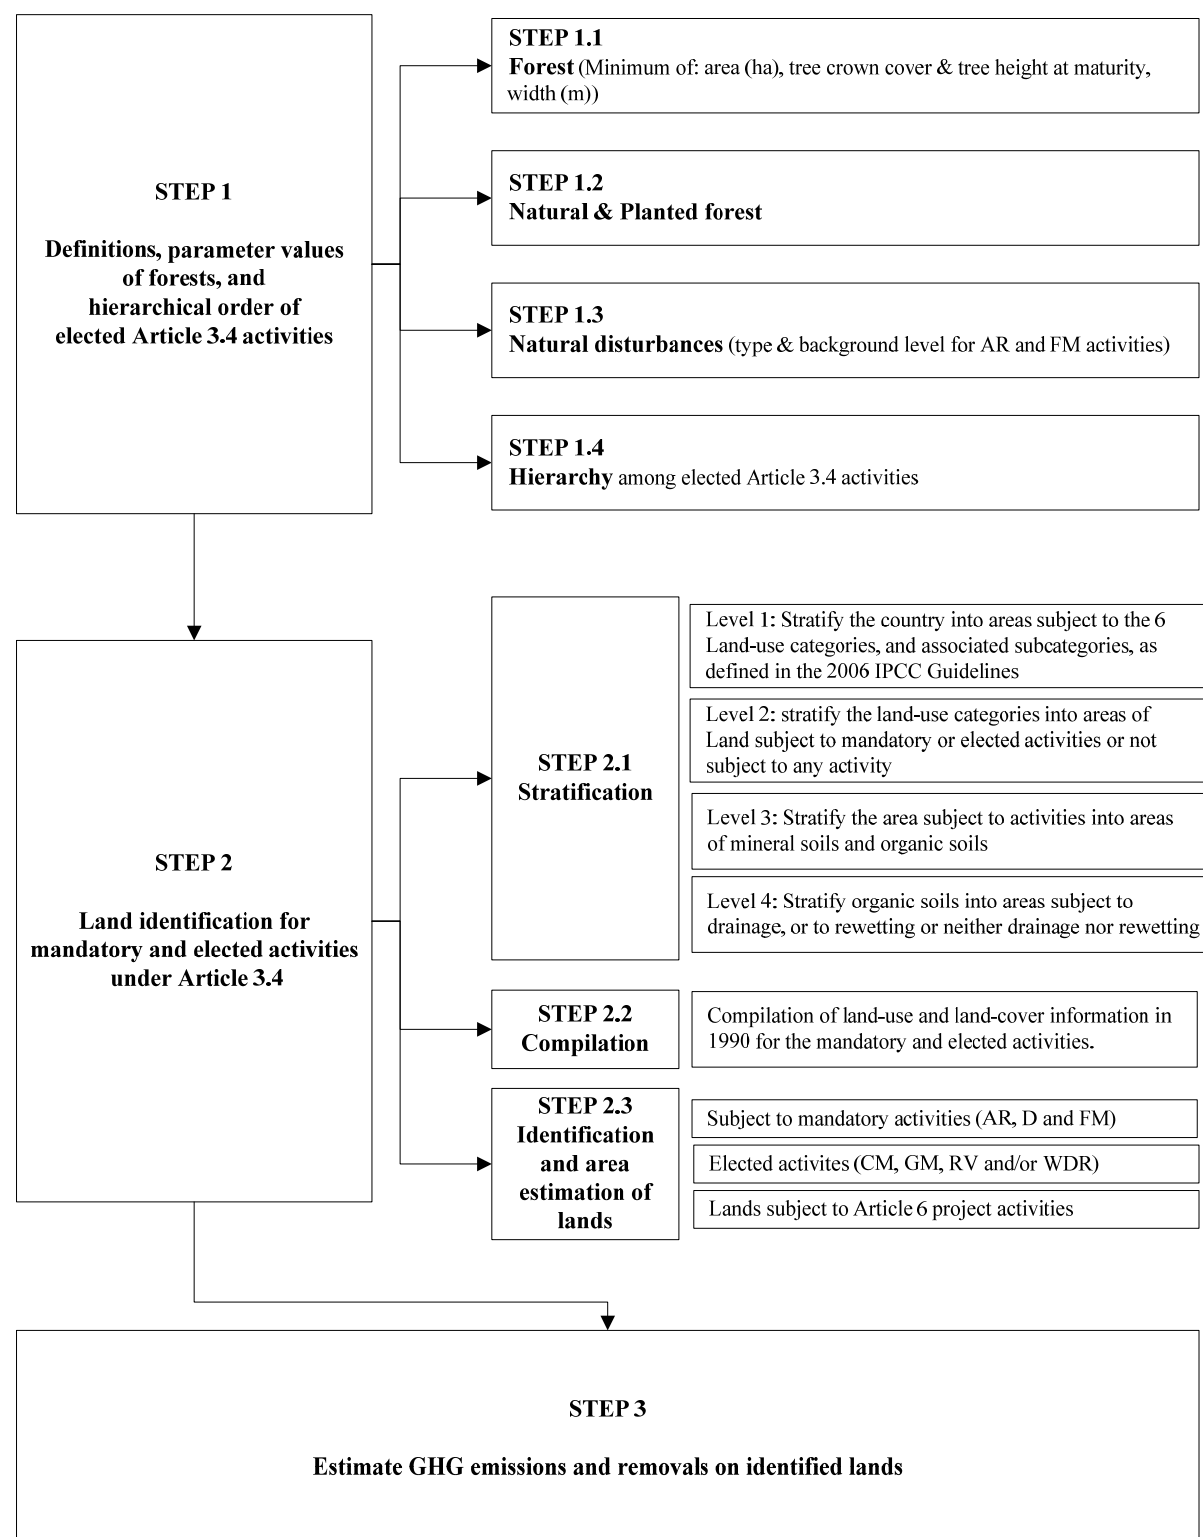 STEP 1
Definitions, parameter values
of forests, and
hierarchical order of
elected Article 3.4 activities
STEP 1.1
Forest (Minimum of: area (ha), tree crown cover & tree height at maturity,
width (m))
STEP 1.2
Natural & Planted forest
STEP 1.3
Natural disturbances (type & background level for AR and FM activities)
STEP 1.4
Hierarchy among elected Article 3.4 activities
STEP 2
Land identification for
mandatory and elected activities
under Article 3.4
STEP 2.1
Stratification
Level 1: Stratify the country into areas subject to the 6
Land-use categories, and associated subcategories, as
defined in the 2006 IPCC Guidelines
Level 2: stratify the land-use categories into areas of
Land subject to mandatory or elected activities or not
subject to any activity
Level 3: Stratify the area subject to activities into areas
of mineral soils and organic soils
Level 4: Stratify organic soils into areas subject to
drainage, or to rewetting or neither drainage nor rewetting
STEP 2.2
Compilation
Compilation of land-use and land-cover information in
1990 for the mandatory and elected activities.
STEP 2.3
Identification
and area
estimation of
lands
Subject to mandatory activities (AR, D and FM)
Elected activites (CM, GM, RV and/or WDR)
Lands subject to Article 6 project activities
STEP 3
Estimate GHG emissions and removals on identified lands